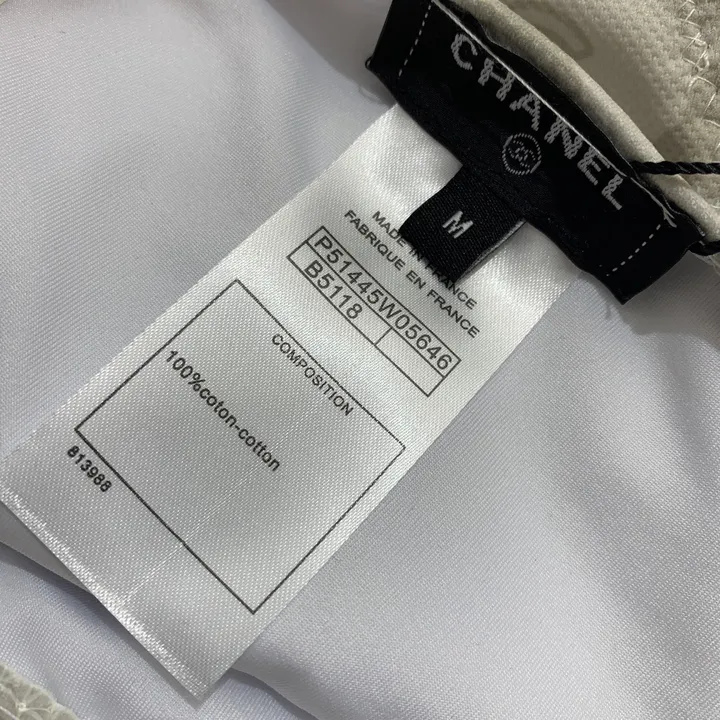 CHANEL
M
MADE IN FRANCE
FABRIQUE EN FRANCE
P51445W05646
B5118
COMPOSITION
100%coton-cotton
813988